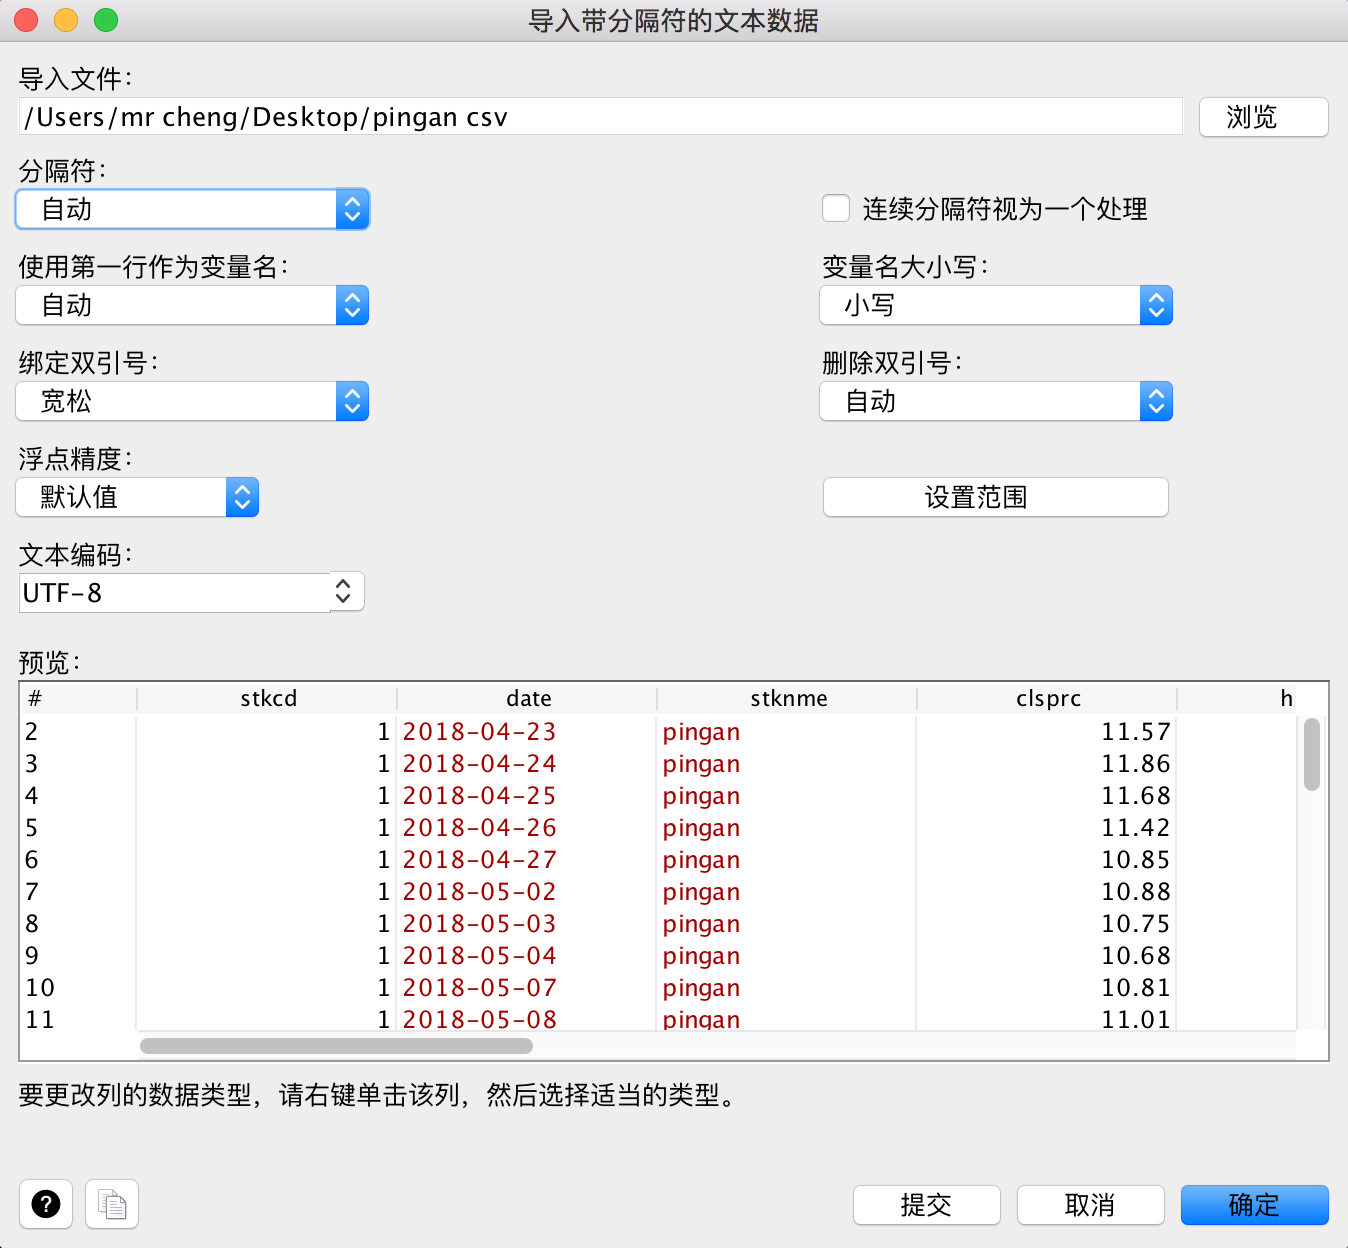 导入带分隔符的文本数据
导入文件：
/Users/mr cheng/Desktop/pingan csv
浏览
分隔符：
自动
连续分隔符视为一个处理
使用第一行作为变量名：
变量名大小写：
自动
小写
绑定双引号：
删除双引号：
宽松
自动
浮点精度：
默认值
设置范围
文本编码：
UTF-8
预览：
# stkcd date stknme clsprc h
2 1 2018-04-23 pingan 11.57
3 1 2018-04-24 pingan 11.86
4 1 2018-04-25 pingan 11.68
5 1 2018-04-26 pingan 11.42
6 1 2018-04-27 pingan 10.85
7 1 2018-05-02 pingan 10.88
8 1 2018-05-03 pingan 10.75
9 1 2018-05-04 pingan 10.68
10 1 2018-05-07 pingan 10.81
11 1 2018-05-08 pingan 11.01
要更改列的数据类型，请右键单击该列，然后选择适当的类型。
?
提交
取消
确定